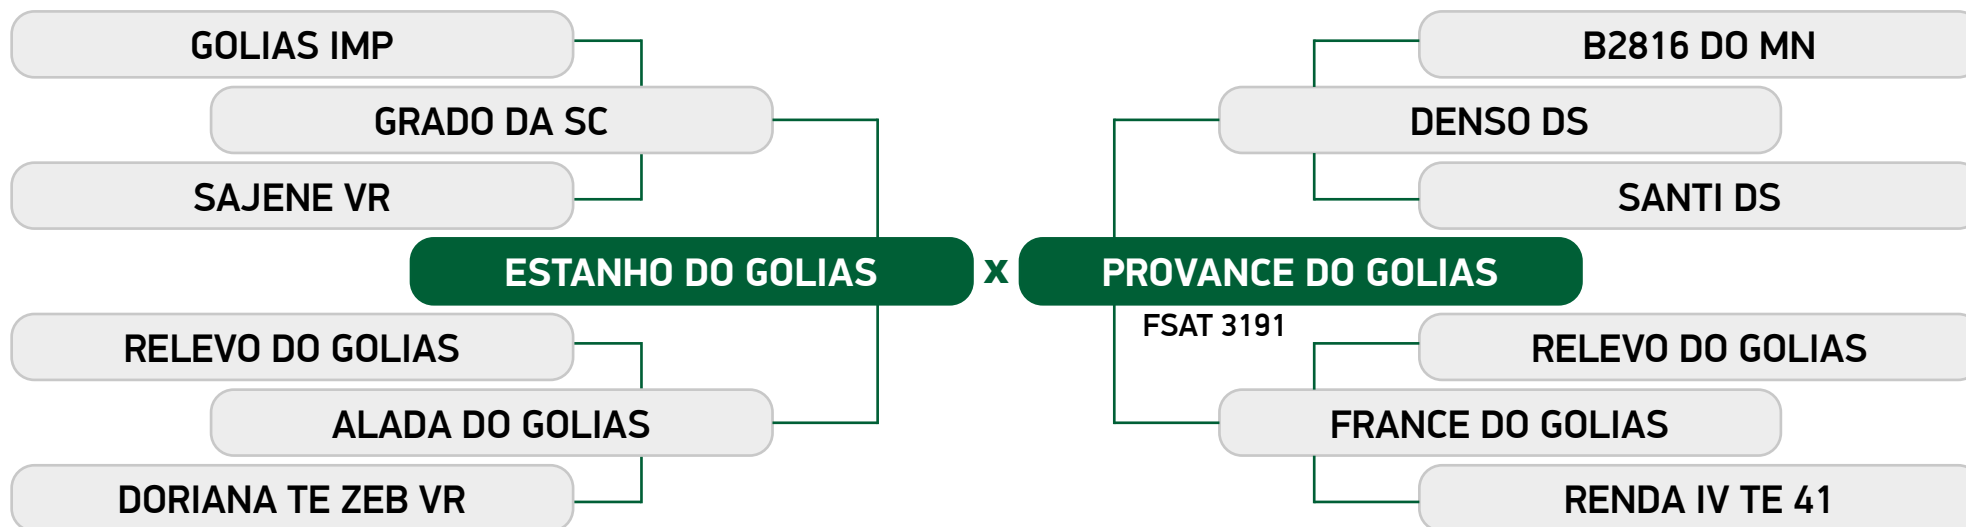 GOLIAS IMP
B2816 DO MN
GRADO DA SC
DENSO DS
SAJENE VR
SANTI DS
ESTANHO DO GOLIAS x PROVANCE DO GOLIAS
FSAT 3191
RELEVO DO GOLIAS
RELEVO DO GOLIAS
ALADA DO GOLIAS
FRANCE DO GOLIAS
DORIANA TE ZEB VR
RENDA IV TE 41